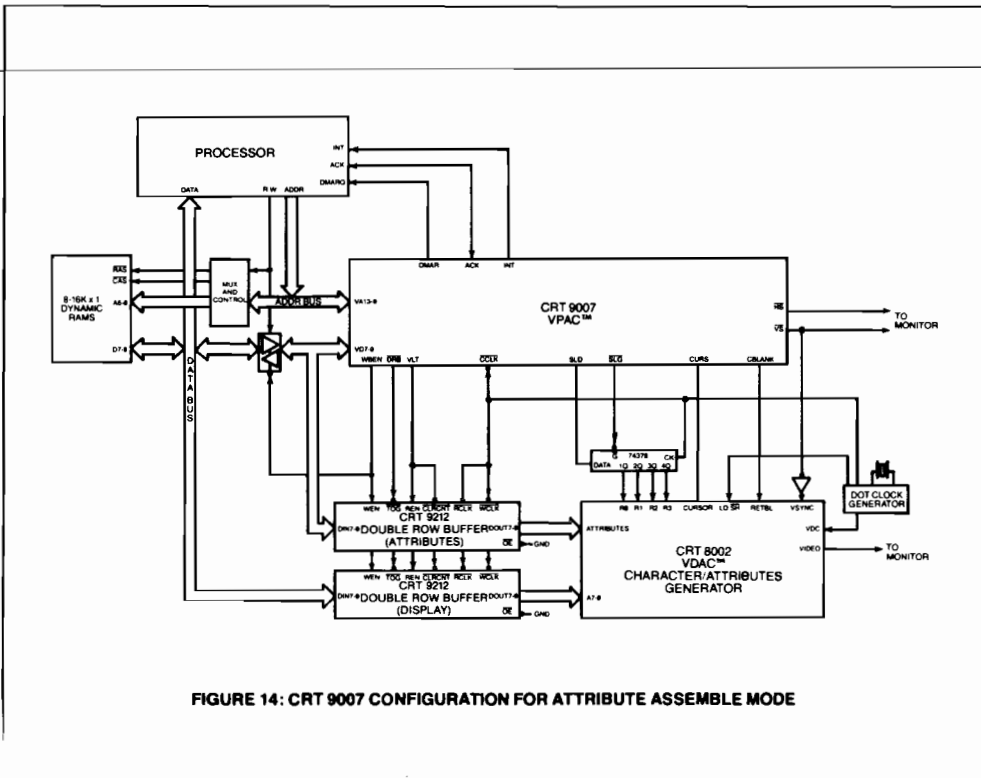 PROCESSOR
INT
ACK
DMARQ
DATA
R W
ADDR
8-16K x 1
DYNAMIC
RAMS
RAS
CAS
A6-0
D7-0
MUX
AND
CONTROL
ADDR BUS
DATA BUS
DMAR
ACK
INT
CRT 9007
VPAC™
VA13-0
VD7-0
HS
VS
TO
MONITOR
WBEN
DRB
VLT
CCLK
SLD
SLG
CURS
CBLANK
G
74378
CK
DATA
1Q 2Q 3Q 4Q
DOT CLOCK
GENERATOR
WEN
TOG
REN
CLRCNT
RCLK
WCLK
CRT 9212
DIN7-0
DOUBLE ROW BUFFER
DOUT7-0
(ATTRIBUTES)
OE
GND
WEN
TOG
REN
CLRCNT
RCLK
WCLK
CRT 9212
DIN7-0
DOUBLE ROW BUFFER
DOUT7-0
(DISPLAY)
OE
GND
R0
R1
R2
R3
CURSOR
LD SH
RETBL
VSYNC
ATTRIBUTES
VDC
VIDEO
TO
MONITOR
CRT 8002
VDAC™
CHARACTER/ATTRIBUTES
GENERATOR
A7-0
FIGURE 14: CRT 9007 CONFIGURATION FOR ATTRIBUTE ASSEMBLE MODE